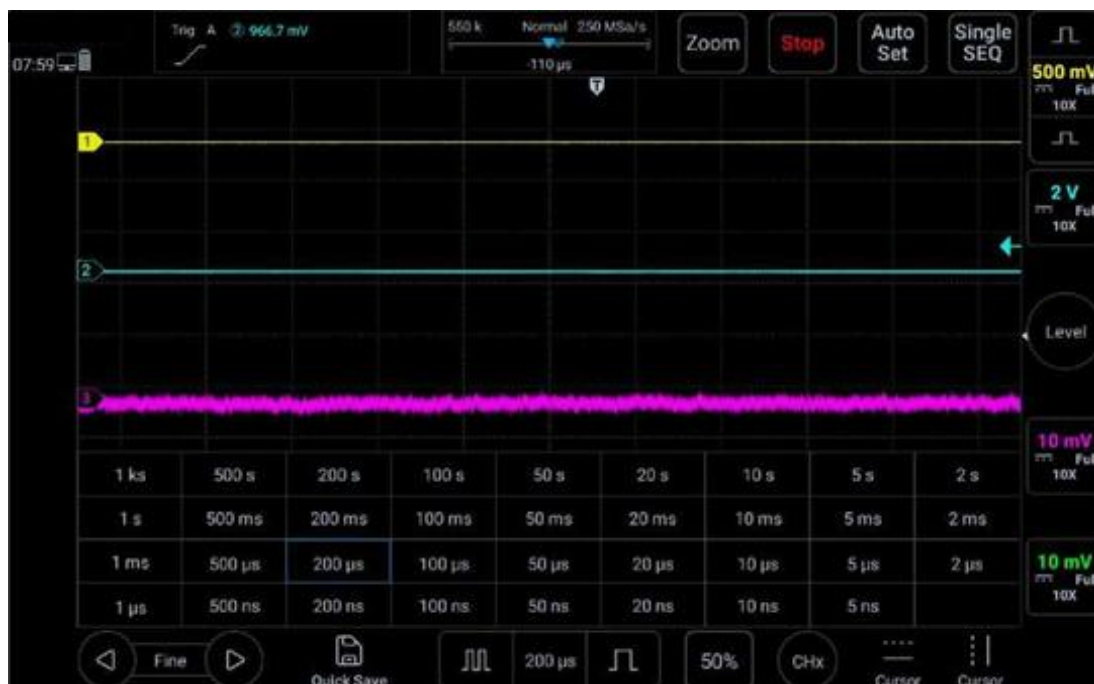 Trig A ② 966.7 mV
550 k Normal 250 MSa/s
-110 µs
Zoom
Stop
Auto
Set
Single
SEQ
07:59
T
500 mV
Ful
10X
1
2 V
Ful
10X
2
Level
3
10 mV
Ful
10X
1 ks 500 s 200 s 100 s 50 s 20 s 10 s 5 s 2 s
1 s 500 ms 200 ms 100 ms 50 ms 20 ms 10 ms 5 ms 2 ms
1 ms 500 µs 200 µs 100 µs 50 µs 20 µs 10 µs 5 µs 2 µs
1 µs 500 ns 200 ns 100 ns 50 ns 20 ns 10 ns 5 ns
10 mV
Ful
10X
Fine
Quick Save
200 µs
50%
CHx
Cursor
Cursor